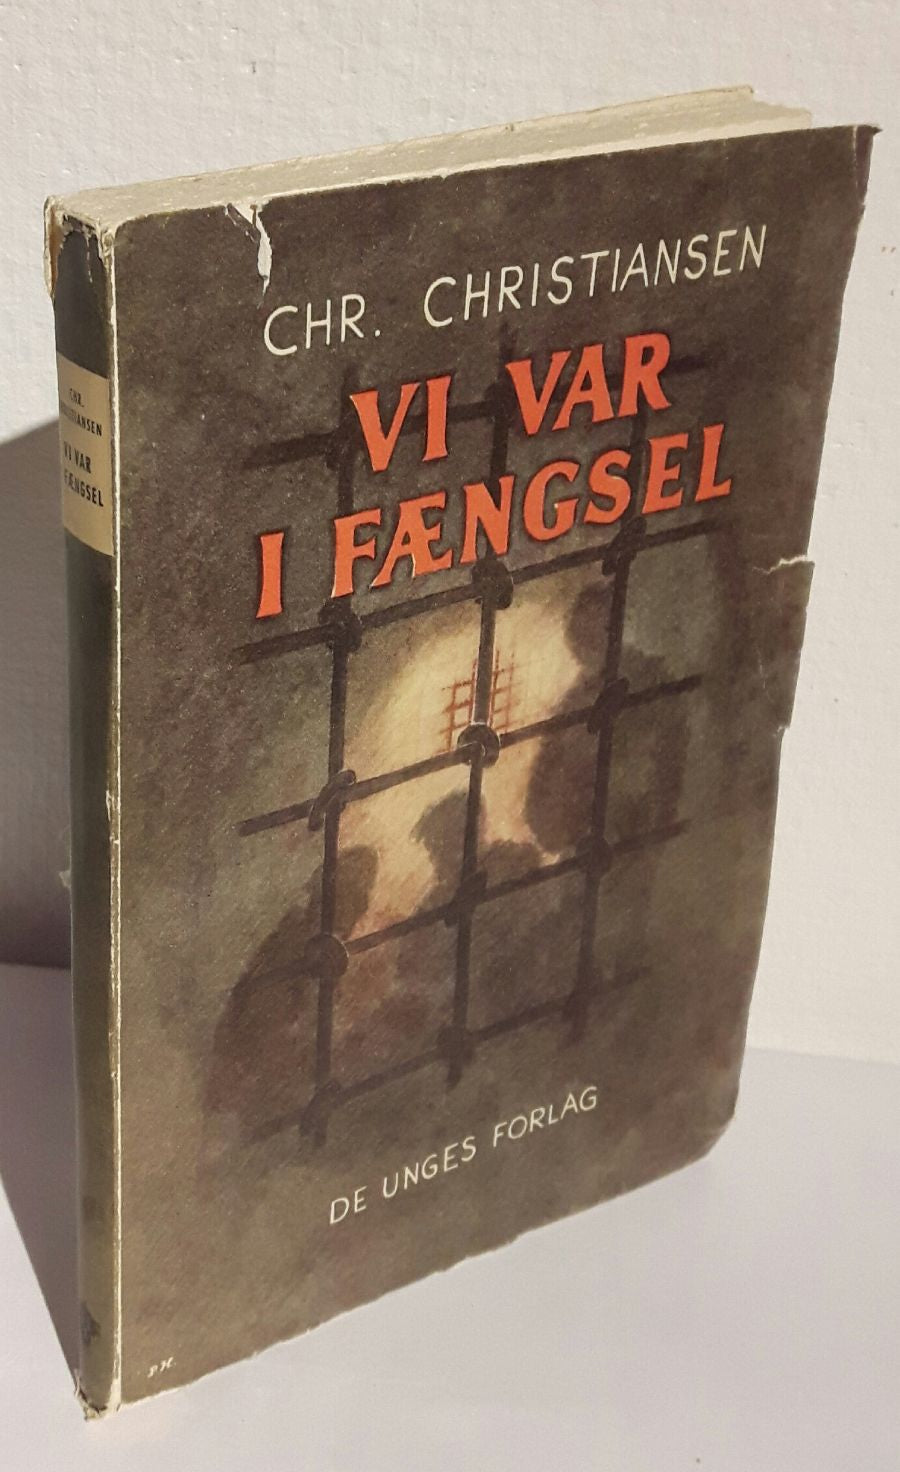 CHR. CHRISTIANSEN
VI VAR
I FÆNGSEL
DE UNGES FORLAG
P.H.
CHR.
CHRISTIANSEN
VI VAR
I FÆNGSEL